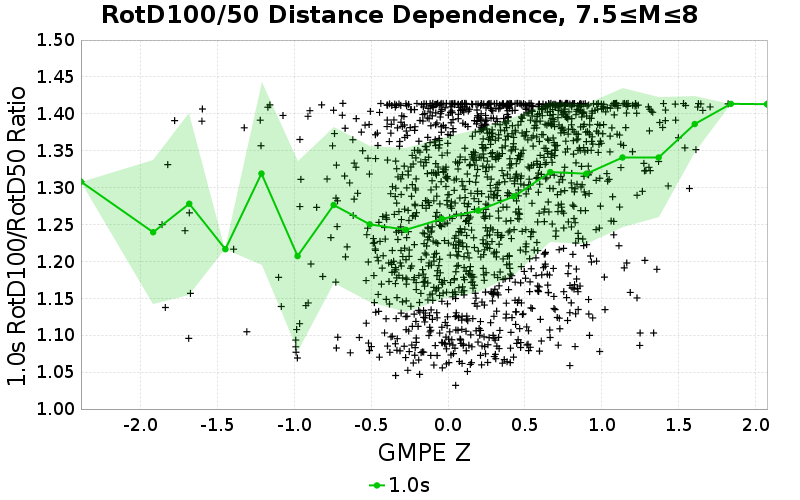 RotD100/50 Distance Dependence, 7.5≤M≤8
1.0s RotD100/RotD50 Ratio
1.50
1.45
1.40
1.35
1.30
1.25
1.20
1.15
1.10
1.05
1.00
-2.0 -1.5 -1.0 -0.5 0.0 0.5 1.0 1.5 2.0
GMPE Z
1.0s